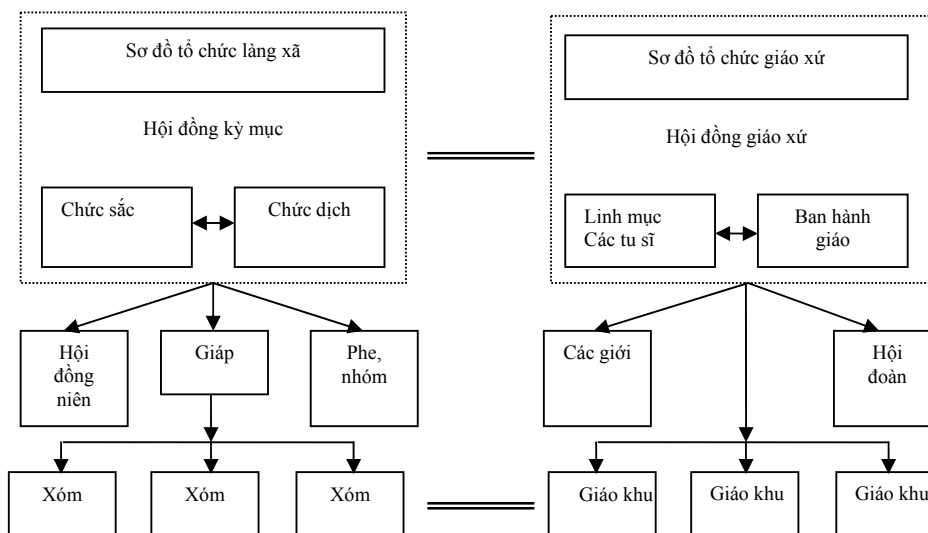 Sơ đồ tổ chức làng xã
Hội đồng kỳ mục
Chức sắc
Chức dịch
Hội
đồng
niên
Giáp
Phe,
nhóm
Xóm
Xóm
Xóm
Sơ đồ tổ chức giáo xứ
Hội đồng giáo xứ
Linh mục
Các tu sĩ
Ban hành
giáo
Các giới
Hội
đoàn
Giáo khu
Giáo khu
Giáo khu